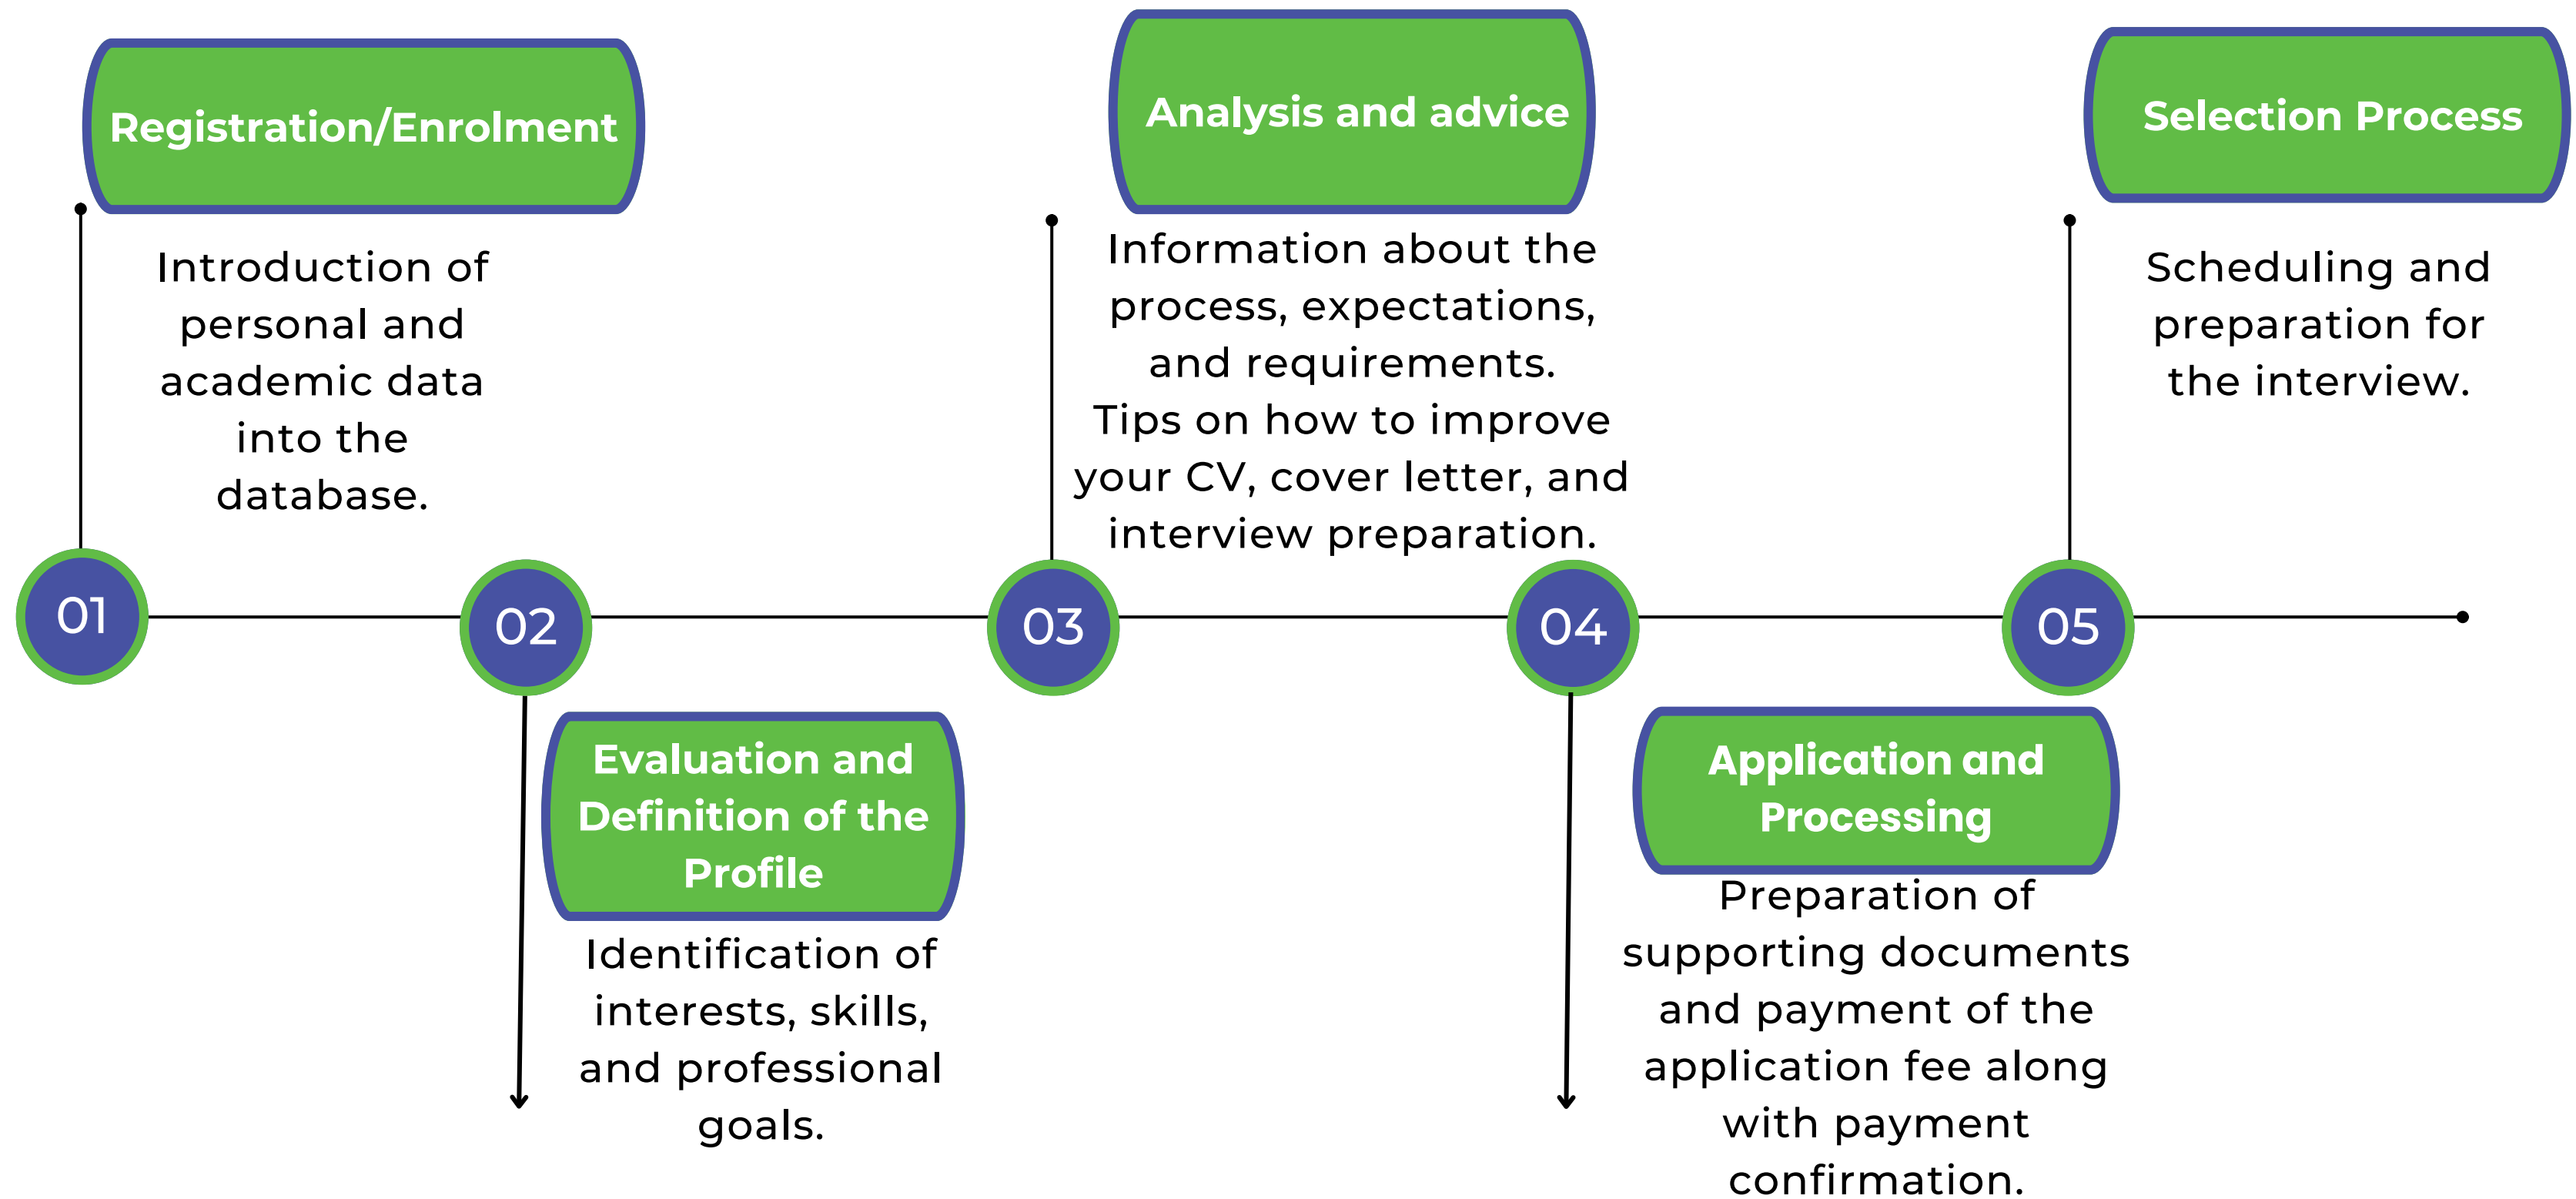 01
Registration/Enrolment
Introduction of
personal and
academic data
into the
database.
02
Evaluation and
Definition of the
Profile
Identification of
interests, skills,
and professional
goals.
03
Analysis and advice
Information about the
process, expectations,
and requirements.
Tips on how to improve
your CV, cover letter, and
interview preparation.
04
Application and
Processing
Preparation of
supporting documents
and payment of the
application fee along
with payment
confirmation.
05
Selection Process
Scheduling and
preparation for
the interview.